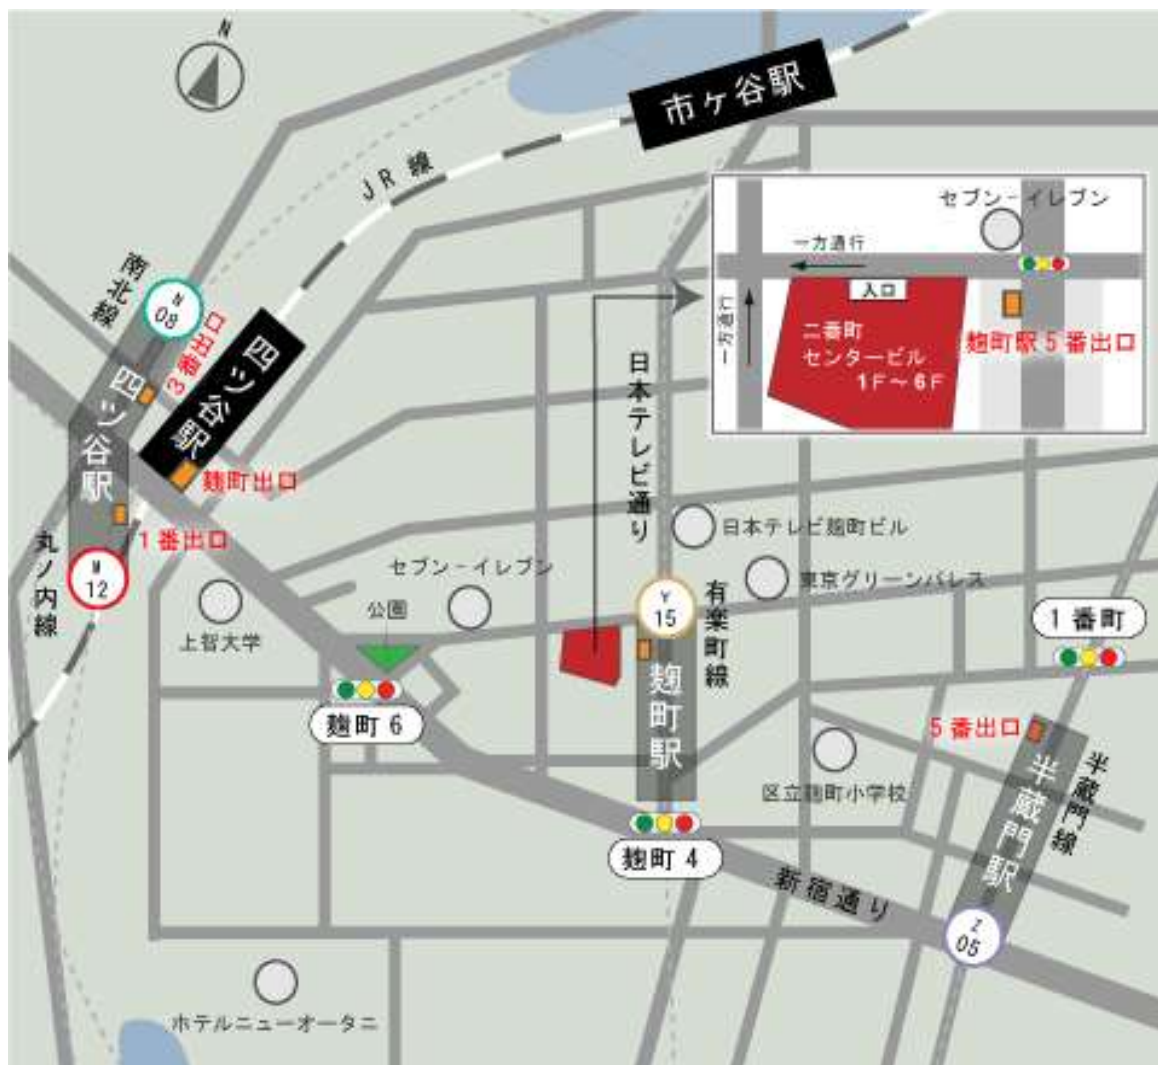 N
市ヶ谷駅
JR線
セブン-イレブン
一方通行
入口
一方通行
二番町
センタービル
1F〜6F
麹町駅5番出口
南北線
N
08
3番出口
四ツ谷駅
四ツ谷駅
麹町出口
1番出口
丸ノ内線
M
12
日本テレビ通り
日本テレビ麹町ビル
東京グリーンパレス
セブン-イレブン
公園
上智大学
Y
15
有楽町線
麹町駅
1番町
麹町6
5番出口
半蔵門駅
半蔵門線
区立麹町小学校
麹町4
新宿通り
Z
05
ホテルニューオータニ